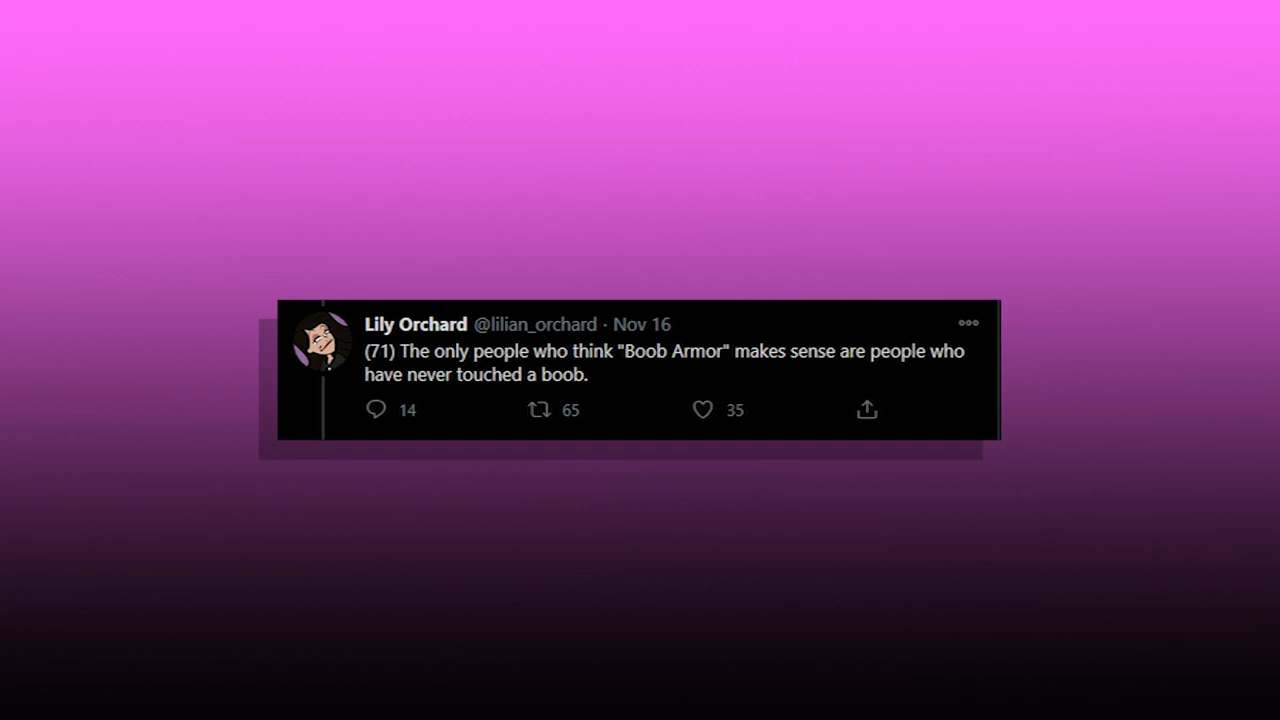 Lily Orchard @lilian_orchard · Nov 16
(71) The only people who think "Boob Armor" makes sense are people who
have never touched a boob.
14 65 35